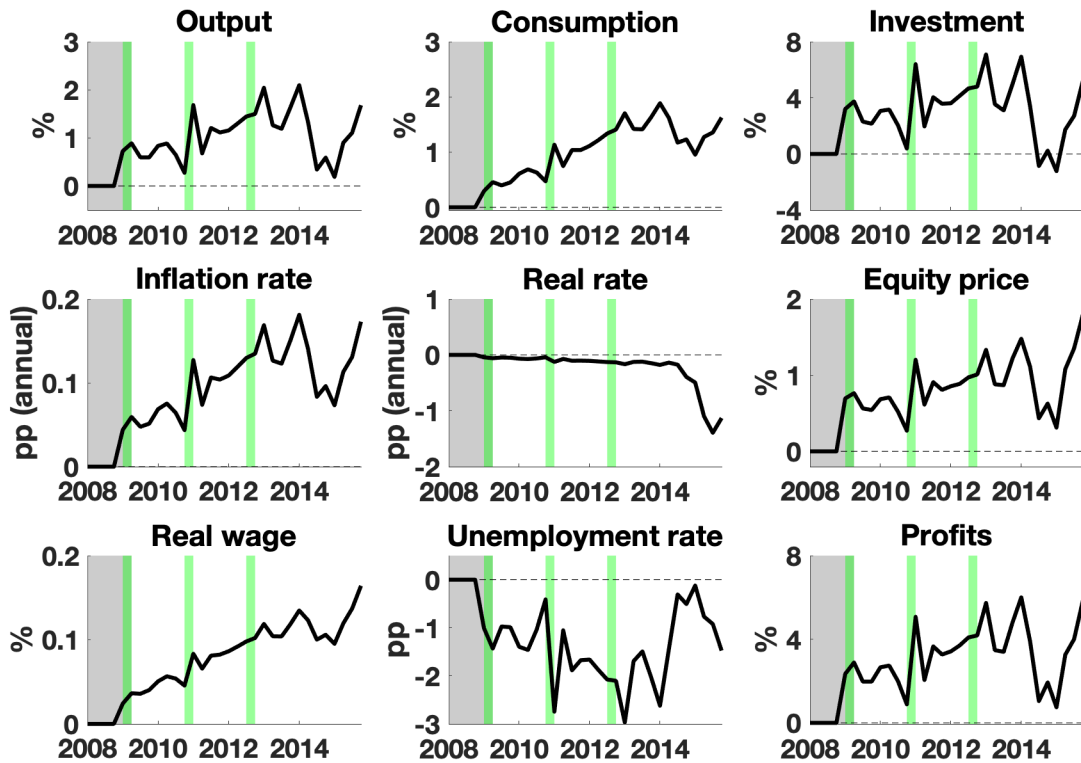 Output
3
2
1
0
%
2008 2010 2012 2014
Consumption
3
2
1
0
%
2008 2010 2012 2014
Investment
8
4
0
-4
%
2008 2010 2012 2014
Inflation rate
0.2
0.1
0
pp (annual)
2008 2010 2012 2014
Real rate
1
0
-1
-2
pp (annual)
2008 2010 2012 2014
Equity price
2
1
0
%
2008 2010 2012 2014
Real wage
0.2
0.1
0
%
2008 2010 2012 2014
Unemployment rate
0
-1
-2
-3
pp
2008 2010 2012 2014
Profits
8
4
0
%
2008 2010 2012 2014